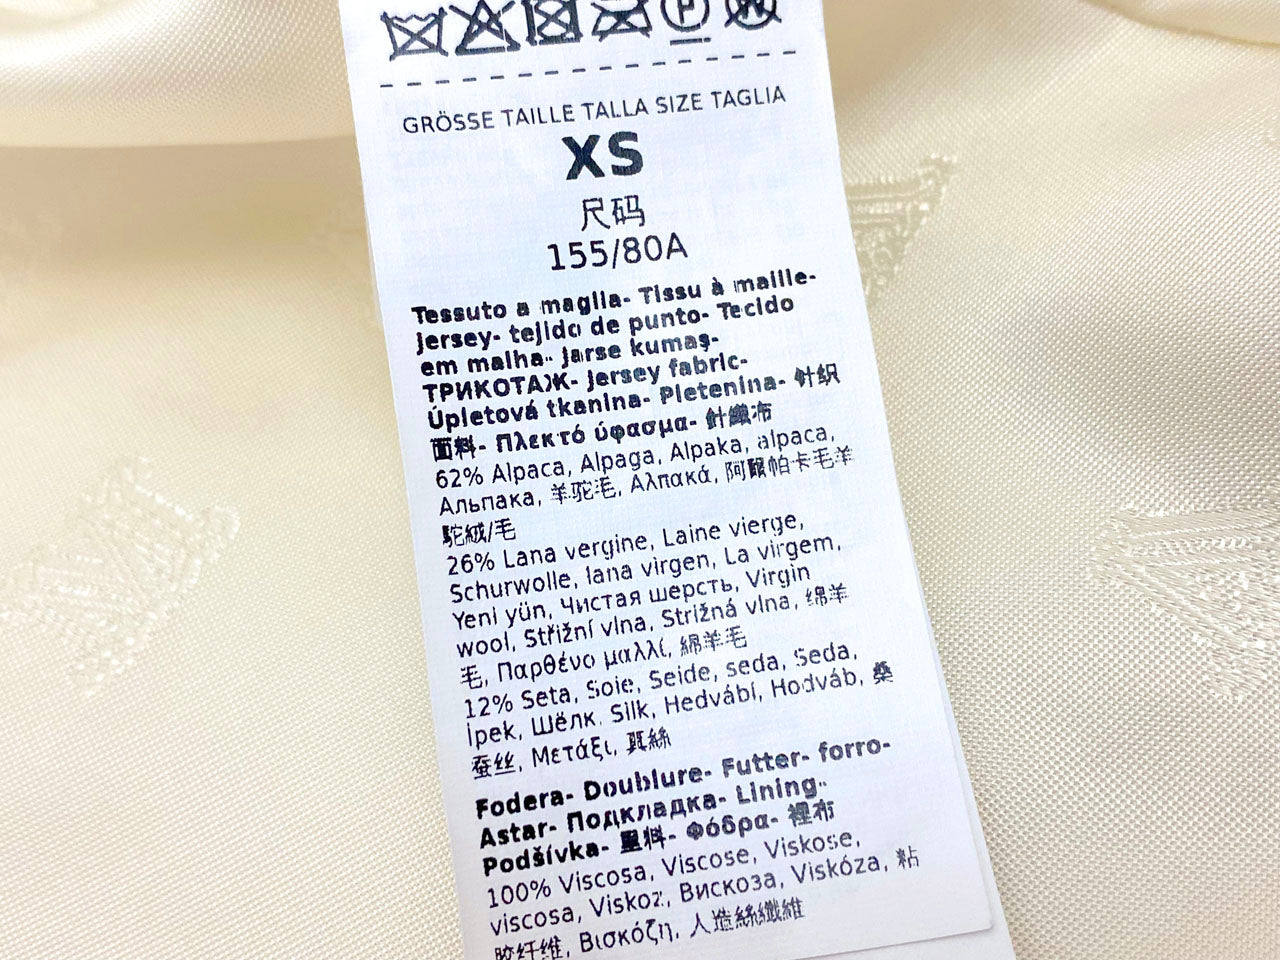 GRÖSSE TAILLE TALLA SIZE TAGLIA
XS
尺码
155/80A
Tessuto a maglia- Tissu à maille-
Jersey- tejido de punto- Tecido
em malha- Jarse kumaş-
ТРИКОТАЖ- Jersey fabric-
Úpletová tkanina- Pletenina- 针织
面料- Πλεκτό ύφασμα- 針織布
62% Alpaca, Alpaga, Alpaka, alpaca,
Альпака, 羊驼毛, Αλπακά, 阿爾帕卡毛羊
駝絨/毛
26% Lana vergine, Laine vierge,
Schurwolle, lana virgen, La virgem,
Yeni yün, Чистая шерсть, Virgin
wool, Střižní vlna, Strižná vlna, 绵羊
毛, Παρθένο μαλλί, 綿羊毛
12% Seta, Soie, Seide, seda, Seda,
İpek, Шёлк, Silk, Hedvábí, Hodváb, 桑
蚕丝, Μετάξι, 真絲
Fodera- Doublure- Futter- forro-
Astar- Подкладка- Lining-
Podšívka- 里料- Φόδρα- 裡布
100% Viscosa, Viscose, Viskose,
viscosa, Viskoz, Вискоза, Viskóza, 粘
胶纤维, Βισκόζη, 人造絲纖維